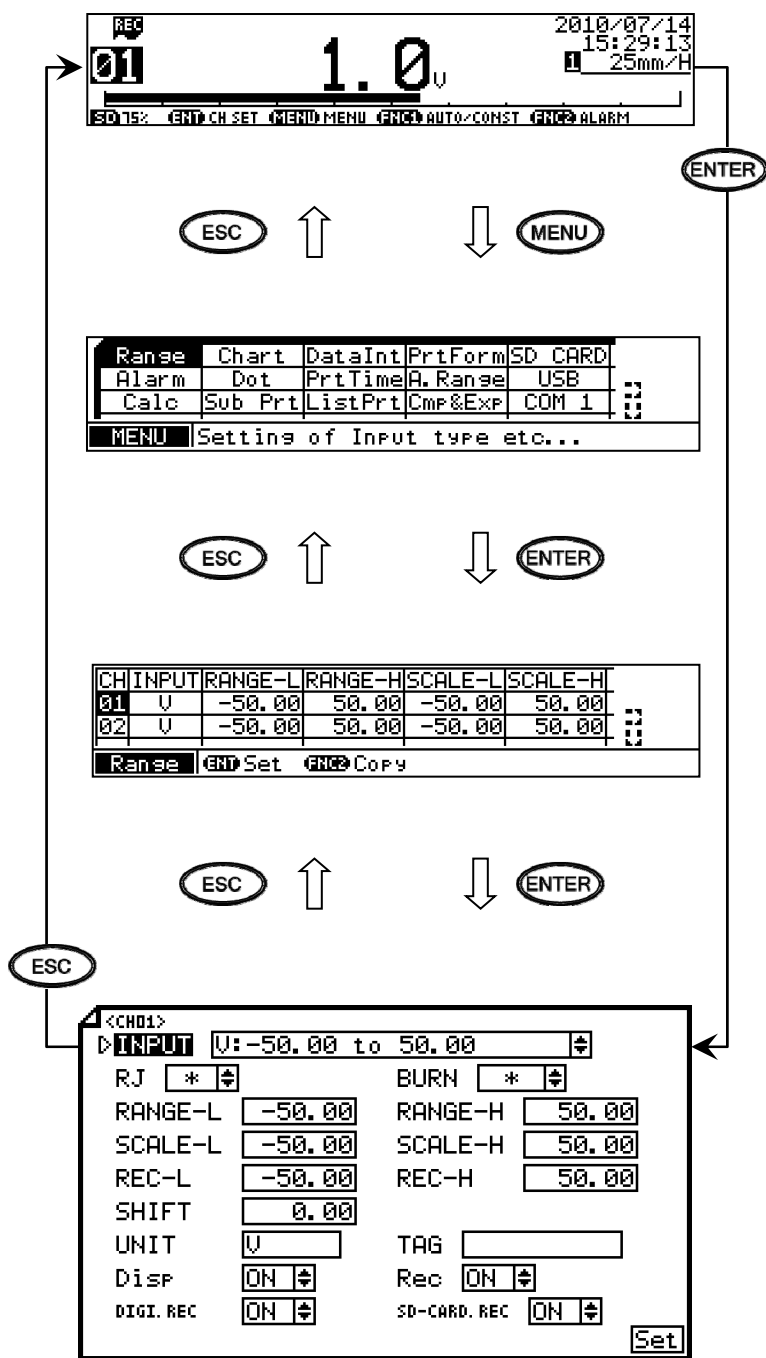 REC 2010/07/14
15:29:13
01 1.0 V 1 25mm/H
SD 75% ENT CH SET MENU MENU FNC1 AUTO/CONST FNC2 ALARM
ENTER
ESC MENU
Range Chart DataInt PrtForm SD CARD
Alarm Dot PrtTime A.Range USB
Calc Sub Prt ListPrt Cmp&Exp COM 1
MENU Setting of Input type etc...
ESC ENTER
CH INPUT RANGE-L RANGE-H SCALE-L SCALE-H
01 V -50.00 50.00 -50.00 50.00
02 V -50.00 50.00 -50.00 50.00
Range ENT Set FNC2 Copy
ESC ENTER
ESC
<CH01>
INPUT V:-50.00 to 50.00
RJ * BURN *
RANGE-L -50.00 RANGE-H 50.00
SCALE-L -50.00 SCALE-H 50.00
REC-L -50.00 REC-H 50.00
SHIFT 0.00
UNIT V TAG
Disp ON Rec ON
DIGI.REC ON SD-CARD.REC ON
Set